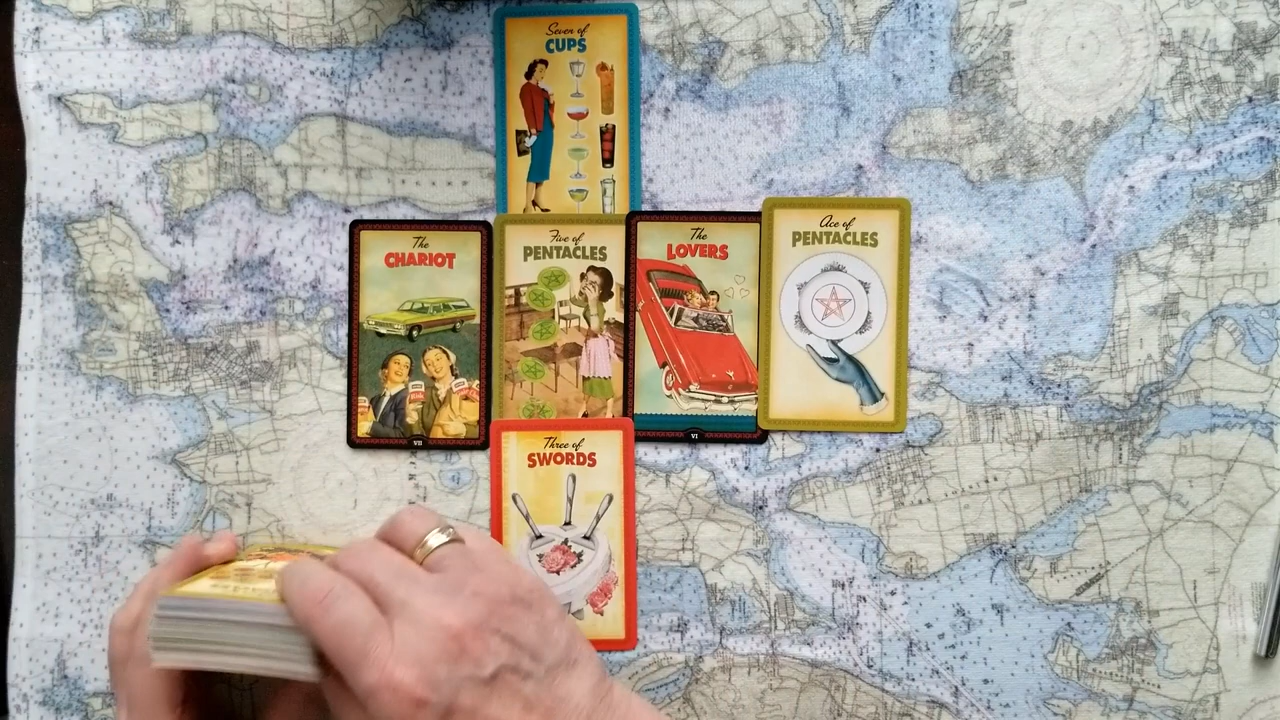 Seven of
CUPS
The
CHARIOT
VII
Five of
PENTACLES
The
LOVERS
VI
Ace of
PENTACLES
Three of
SWORDS